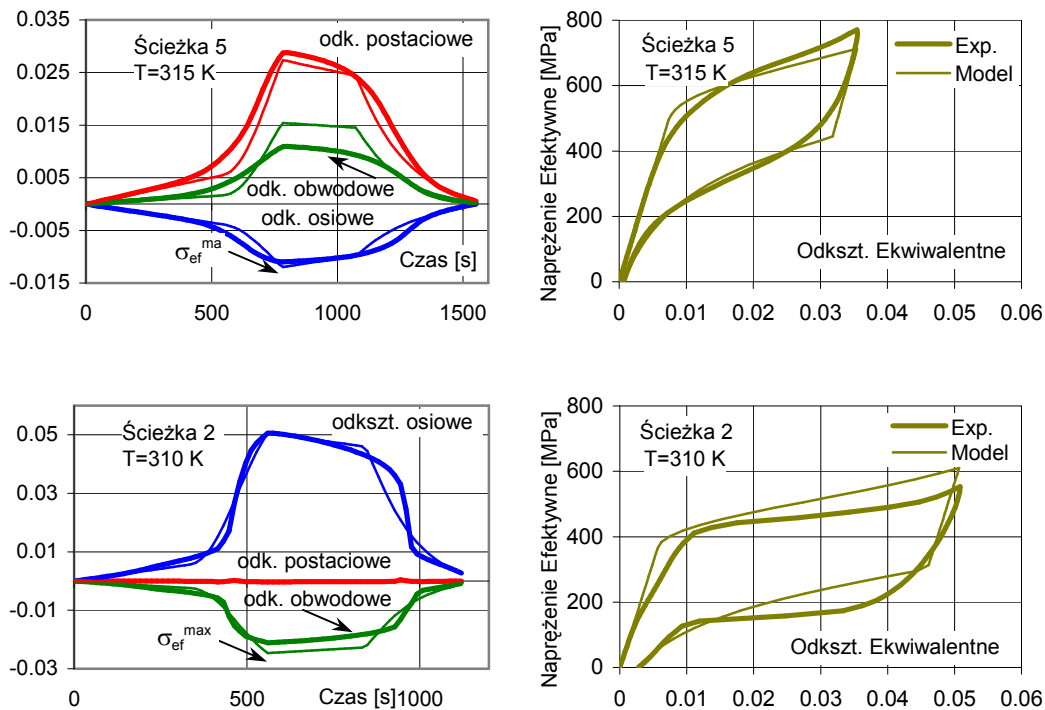 0.035
0.025
0.015
0.005
-0.005
-0.015
Ścieżka 5
T=315 K
odk. postaciowe
odk. obwodowe
odk. osiowe
σef ma
Czas [s]
0 500 1000 1500
Naprężenie Efektywne [MPa]
800
600
400
200
0
Ścieżka 5
T=315 K
Exp.
Model
Odkszt. Ekwiwalentne
0 0.01 0.02 0.03 0.04 0.05 0.06
0.05
0.03
0.01
-0.01
-0.03
Ścieżka 2
T=310 K
odkszt. osiowe
odk. postaciowe
odk. obwodowe
σef max
0 500 Czas [s] 1000
Naprężenie Efektywne [MPa]
800
600
400
200
0
Ścieżka 2
T=310 K
Exp.
Model
Odkszt. Ekwiwalentne
0 0.01 0.02 0.03 0.04 0.05 0.06